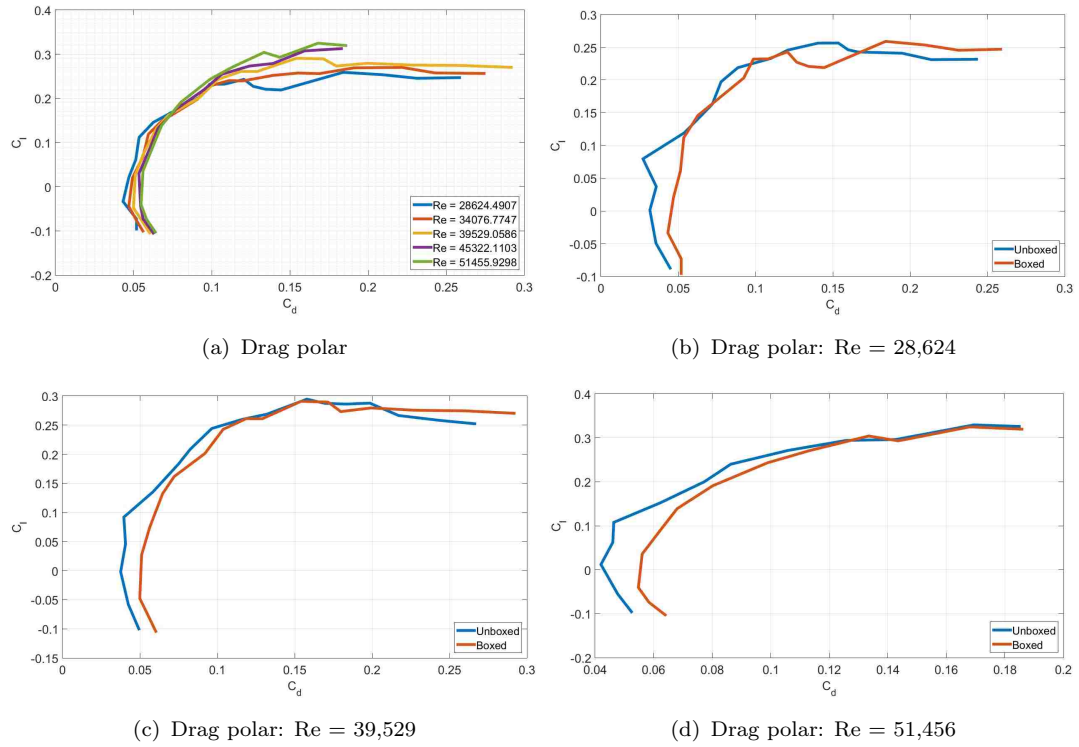 0.4
0.3
0.2
0.1
0
-0.1
-0.2
C_l
0
0.05
0.1
0.15
0.2
0.25
0.3
C_d
Re = 28624.4907
Re = 34076.7747
Re = 39529.0586
Re = 45322.1103
Re = 51455.9298
(a) Drag polar
0.3
0.25
0.2
0.15
0.1
0.05
0
-0.05
-0.1
C_l
0
0.05
0.1
0.15
0.2
0.25
0.3
C_d
Unboxed
Boxed
(b) Drag polar: Re = 28,624
0.3
0.25
0.2
0.15
0.1
0.05
0
-0.05
-0.1
-0.15
C_l
0
0.05
0.1
0.15
0.2
0.25
0.3
C_d
Unboxed
Boxed
(c) Drag polar: Re = 39,529
0.4
0.3
0.2
0.1
0
-0.1
-0.2
C_l
0.04
0.06
0.08
0.1
0.12
0.14
0.16
0.18
0.2
C_d
Unboxed
Boxed
(d) Drag polar: Re = 51,456